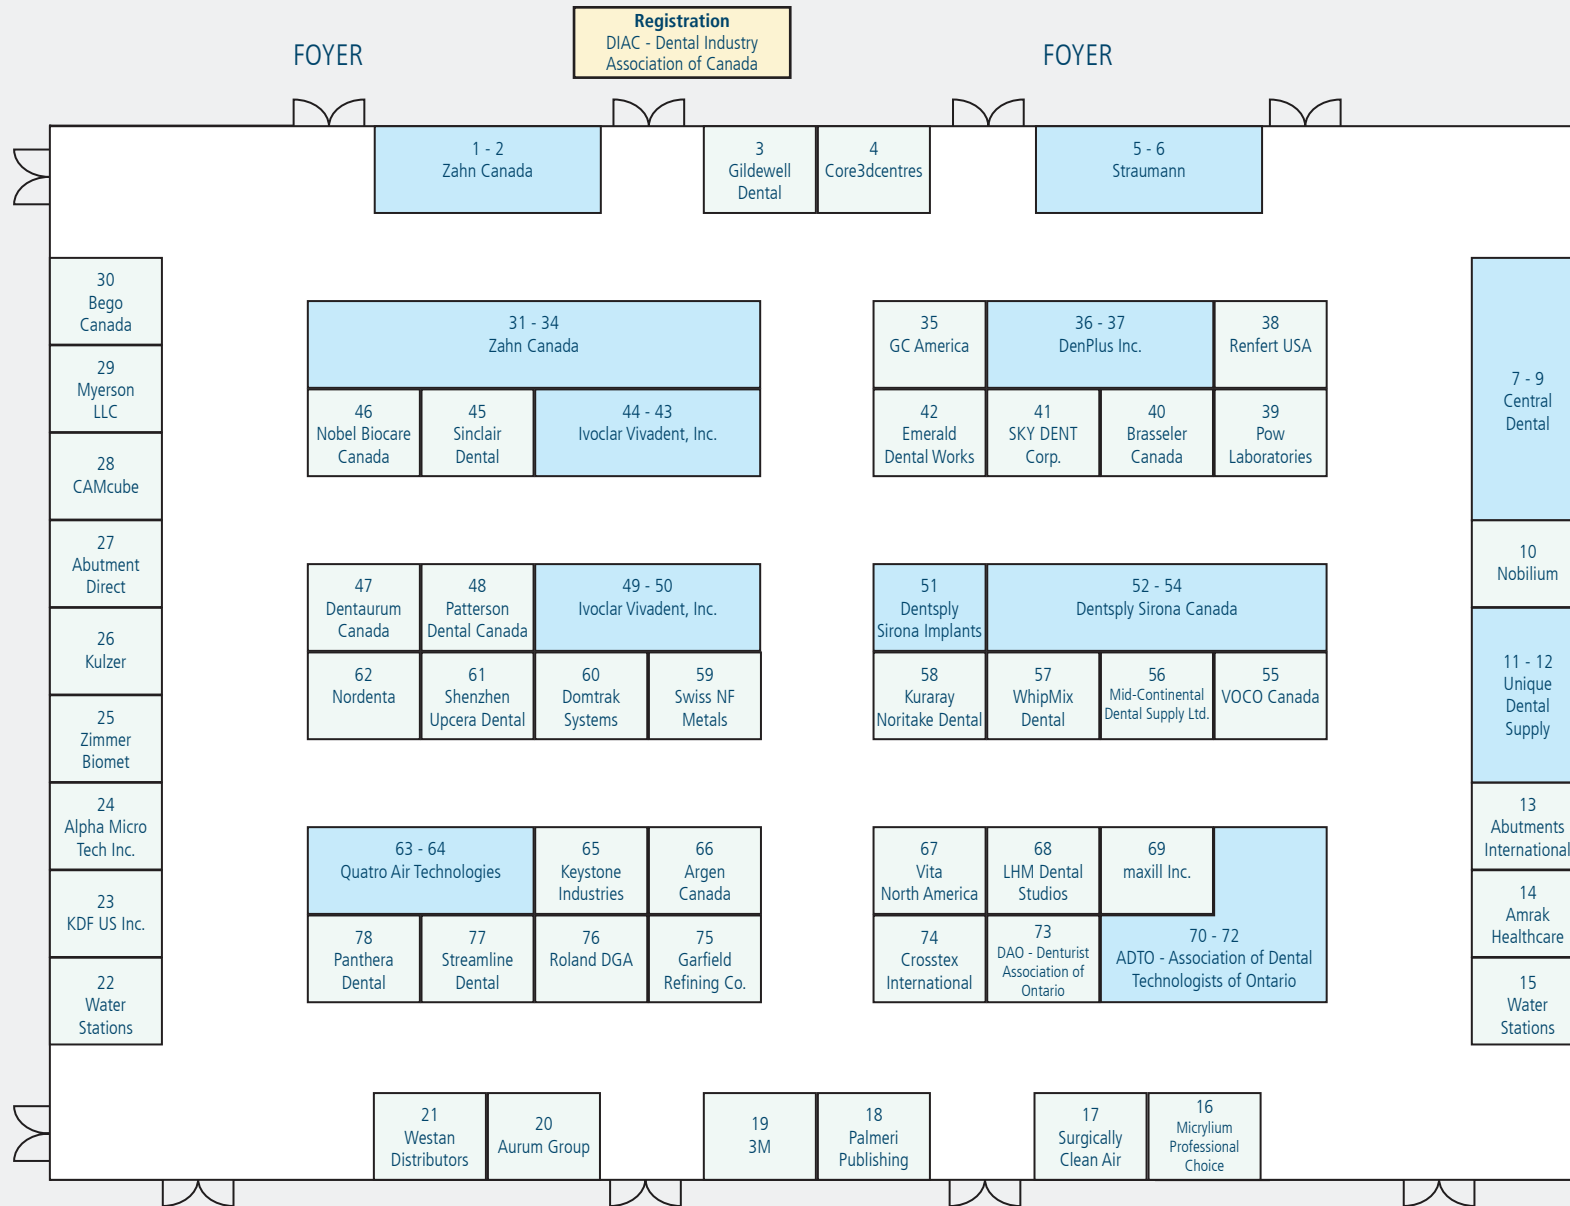 Registration
DIAC - Dental Industry
Association of Canada
FOYER
FOYER
1 - 2
Zahn Canada
3
Gildewell
Dental
4
Core3dcentres
5 - 6
Straumann
30
Bego
Canada
29
Myerson
LLC
28
CAMcube
27
Abutment
Direct
26
Kulzer
25
Zimmer
Biomet
24
Alpha Micro
Tech Inc.
23
KDF US Inc.
22
Water
Stations
31 - 34
Zahn Canada
46
Nobel Biocare
Canada
45
Sinclair
Dental
44 - 43
Ivoclar Vivadent, Inc.
35
GC America
36 - 37
DenPlus Inc.
38
Renfert USA
42
Emerald
Dental Works
41
SKY DENT
Corp.
40
Brasseler
Canada
39
Pow
Laboratories
7 - 9
Central
Dental
10
Nobilium
11 - 12
Unique
Dental
Supply
13
Abutments
International
14
Amrak
Healthcare
15
Water
Stations
47
Dentaurum
Canada
48
Patterson
Dental Canada
49 - 50
Ivoclar Vivadent, Inc.
62
Nordenta
61
Shenzhen
Upcera Dental
60
Domtrak
Systems
59
Swiss NF
Metals
51
Dentsply
Sirona Implants
52 - 54
Dentsply Sirona Canada
58
Kuraray
Noritake Dental
57
WhipMix
Dental
56
Mid-Continental
Dental Supply Ltd.
55
VOCO Canada
63 - 64
Quatro Air Technologies
65
Keystone
Industries
66
Argen
Canada
78
Panthera
Dental
77
Streamline
Dental
76
Roland DGA
75
Garfield
Refining Co.
67
Vita
North America
68
LHM Dental
Studios
69
maxill Inc.
74
Crosstex
International
73
DAO - Denturist
Association of
Ontario
70 - 72
ADTO - Association of Dental
Technologists of Ontario
21
Westan
Distributors
20
Aurum Group
19
3M
18
Palmeri
Publishing
17
Surgically
Clean Air
16
Micrylium
Professional
Choice